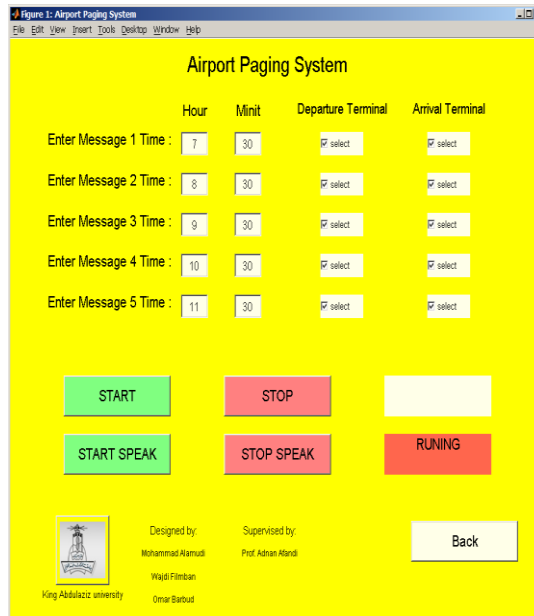 Figure 1: Airport Paging System
File Edit View Insert Tools Desktop Window Help
Airport Paging System
Hour Minit Departure Terminal Arrival Terminal
Enter Message 1 Time : 7 30 select select
Enter Message 2 Time : 8 30 select select
Enter Message 3 Time : 9 30 select select
Enter Message 4 Time : 10 30 select select
Enter Message 5 Time : 11 30 select select
START STOP
START SPEAK STOP SPEAK RUNING
Designed by: Supervised by:
Mohammad Alamudi Prof. Adnan Afandi
Wajdi Filmban
Omar Barbud
King Abdulaziz university
Back